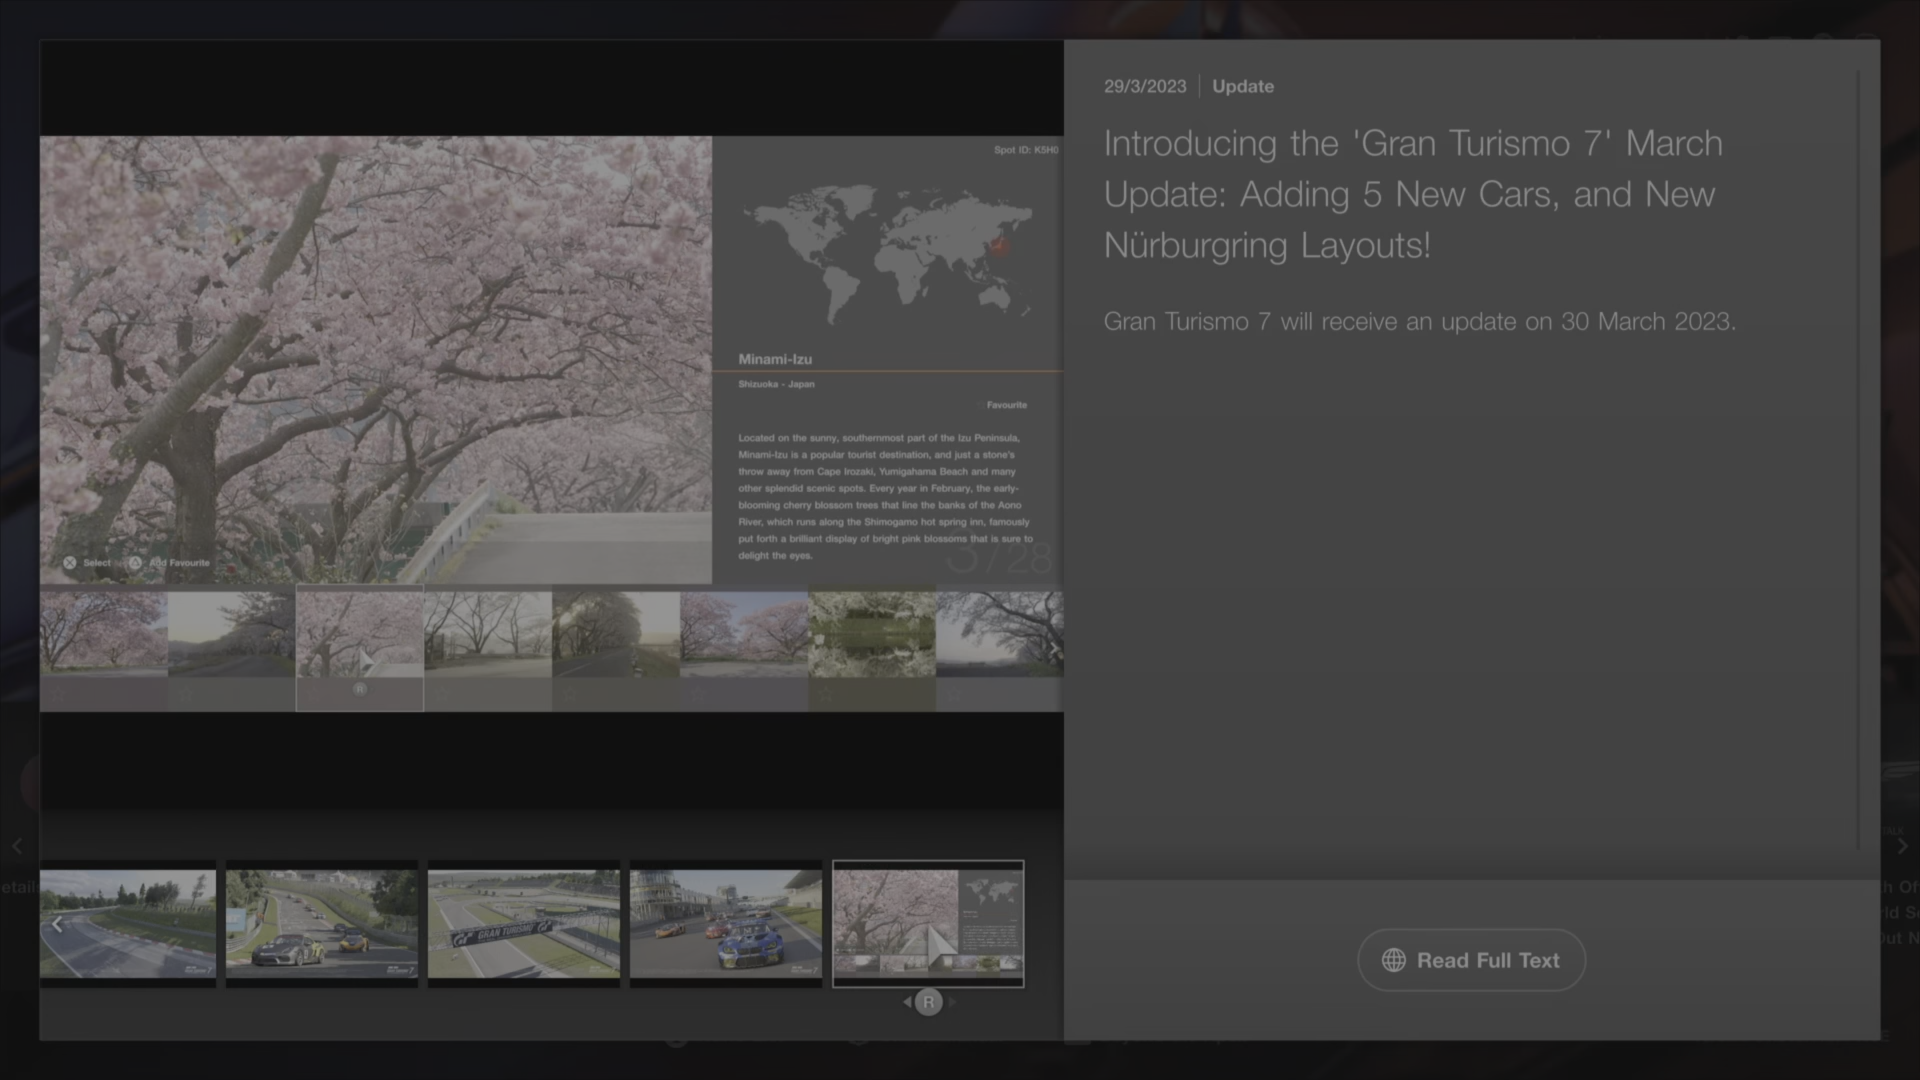 29/3/2023 | Update
Introducing the 'Gran Turismo 7' March
Update: Adding 5 New Cars, and New
Nürburgring Layouts!
Gran Turismo 7 will receive an update on 30 March 2023.
Spot ID: K5H0
Minami-Izu
Shizuoka - Japan
Favourite
Located on the sunny, southernmost part of the Izu Peninsula,
Minami-Izu is a popular tourist destination, and just a stone's
throw away from Cape Irozaki, Yumigahama Beach and many
other splendid scenic spots. Every year in February, the early-
blooming cherry blossom trees that line the banks of the Aono
River, which runs along the Shimogamo hot spring inn, famously
put forth a brilliant display of bright pink blossoms that is sure to
delight the eyes.
3/28
Select
Add Favourite
R
GRAN TURISMO
R
Read Full Text